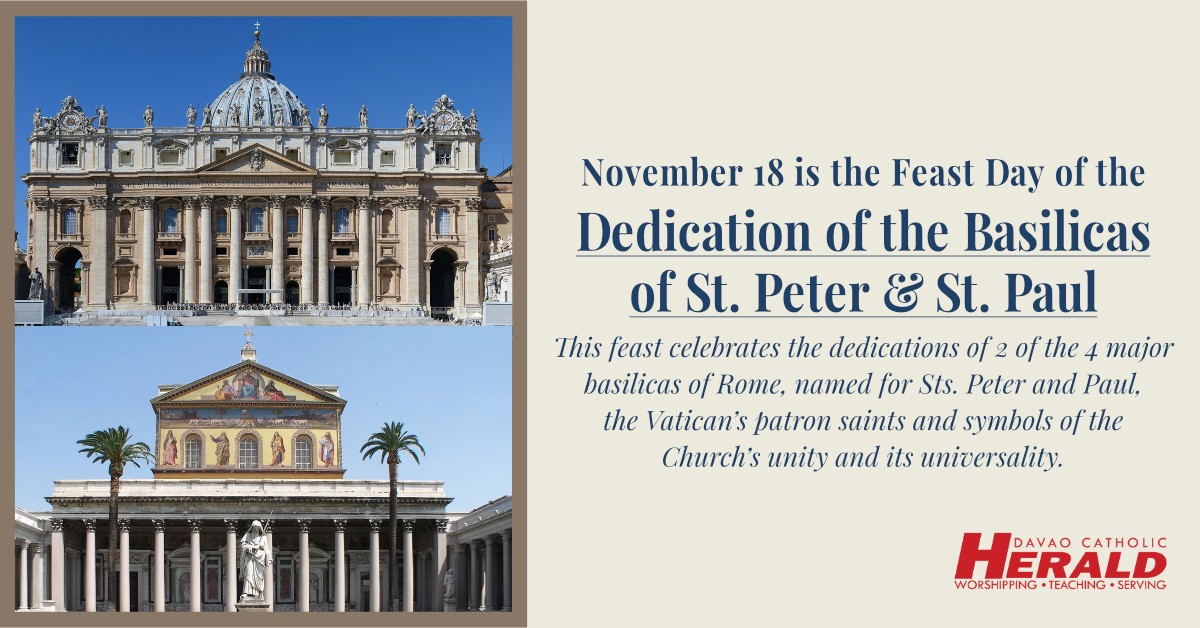 November 18 is the Feast Day of the
Dedication of the Basilicas
of St. Peter & St. Paul
This feast celebrates the dedications of 2 of the 4 major
basilicas of Rome, named for Sts. Peter and Paul,
the Vatican's patron saints and symbols of the
Church's unity and its universality.
DAVAO CATHOLIC
HERALD
WORSHIPPING • TEACHING • SERVING